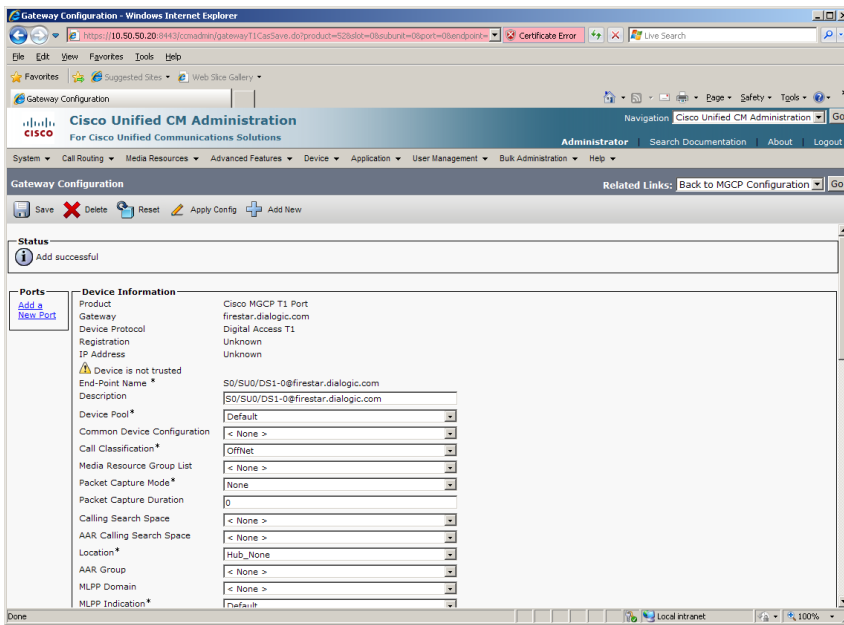 Gateway Configuration - Windows Internet Explorer
https://10.50.50.20:8443/ccmadmin/gatewayT1CasSave.do?product=52&slot=0&subunit=0&port=0&endpoint= Certificate Error Live Search
File Edit View Favorites Tools Help
Favorites Suggested Sites Web Slice Gallery
Gateway Configuration Page Safety Tools
cisco Cisco Unified CM Administration Navigation Cisco Unified CM Administration Go
For Cisco Unified Communications Solutions Administrator Search Documentation About Logout
System Call Routing Media Resources Advanced Features Device Application User Management Bulk Administration Help
Gateway Configuration Related Links: Back to MGCP Configuration Go
Save Delete Reset Apply Config Add New
Status
i Add successful
Ports
Add a
New Port
Device Information
Product Cisco MGCP T1 Port
Gateway firestar.dialogic.com
Device Protocol Digital Access T1
Registration Unknown
IP Address Unknown
Device is not trusted
End-Point Name * S0/SU0/DS1-0@firestar.dialogic.com
Description S0/SU0/DS1-0@firestar.dialogic.com
Device Pool* Default
Common Device Configuration < None >
Call Classification* OffNet
Media Resource Group List < None >
Packet Capture Mode* None
Packet Capture Duration 0
Calling Search Space < None >
AAR Calling Search Space < None >
Location* Hub_None
AAR Group < None >
MLPP Domain < None >
MLPP Indication* Default
Done Local intranet 100%